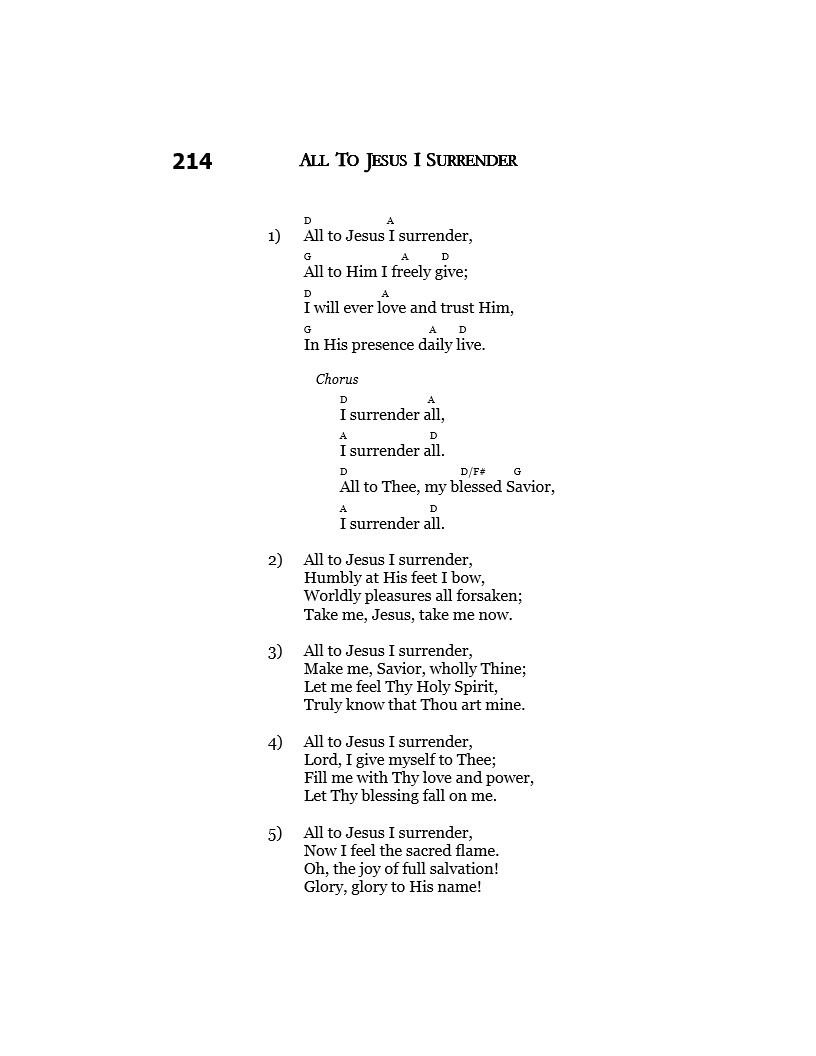 214 ALL TO JESUS I SURRENDER
D A
1) All to Jesus I surrender,
G A D
All to Him I freely give;
D A
I will ever love and trust Him,
G A D
In His presence daily live.
Chorus
D A
I surrender all,
A D
I surrender all.
D D/F# G
All to Thee, my blessed Savior,
A D
I surrender all.
2) All to Jesus I surrender,
Humbly at His feet I bow,
Worldly pleasures all forsaken;
Take me, Jesus, take me now.
3) All to Jesus I surrender,
Make me, Savior, wholly Thine;
Let me feel Thy Holy Spirit,
Truly know that Thou art mine.
4) All to Jesus I surrender,
Lord, I give myself to Thee;
Fill me with Thy love and power,
Let Thy blessing fall on me.
5) All to Jesus I surrender,
Now I feel the sacred flame.
Oh, the joy of full salvation!
Glory, glory to His name!